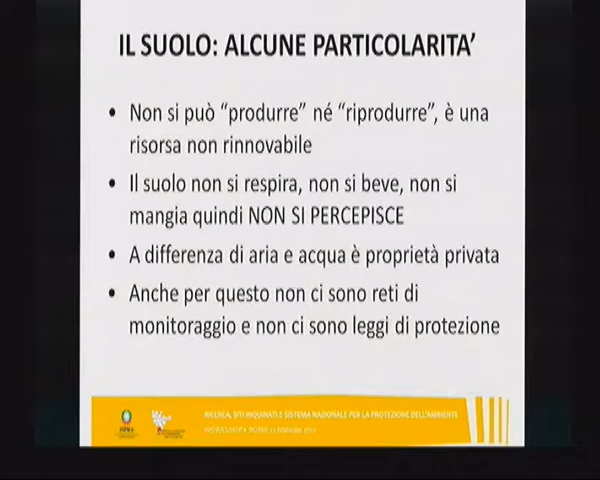 IL SUOLO: ALCUNE PARTICOLARITA'
• Non si può “produrre” né “riprodurre”, è una
risorsa non rinnovabile
• Il suolo non si respira, non si beve, non si
mangia quindi NON SI PERCEPISCE
• A differenza di aria e acqua è proprietà privata
• Anche per questo non ci sono reti di
monitoraggio e non ci sono leggi di protezione
RICERCA, SITI INQUINATI E SISTEMA NAZIONALE PER LA PROTEZIONE DELL'AMBIENTE
WORKSHOP ROMA